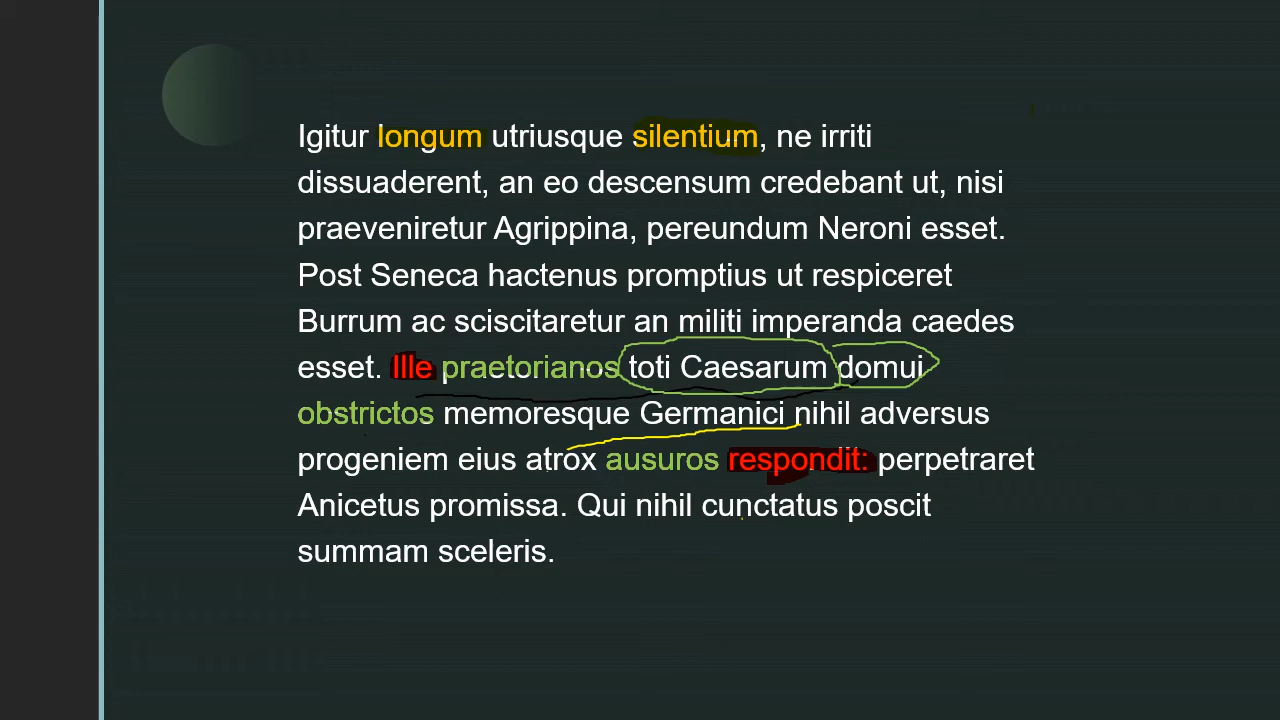 Igitur longum utriusque silentium, ne irriti
dissuaderent, an eo descensum credebant ut, nisi
praeveniretur Agrippina, pereundum Neroni esset.
Post Seneca hactenus promptius ut respiceret
Burrum ac sciscitaretur an militi imperanda caedes
esset. Ille praetorianos toti Caesarum domui
obstrictos memoresque Germanici nihil adversus
progeniem eius atrox ausuros respondit: perpetraret
Anicetus promissa. Qui nihil cunctatus poscit
summam sceleris.